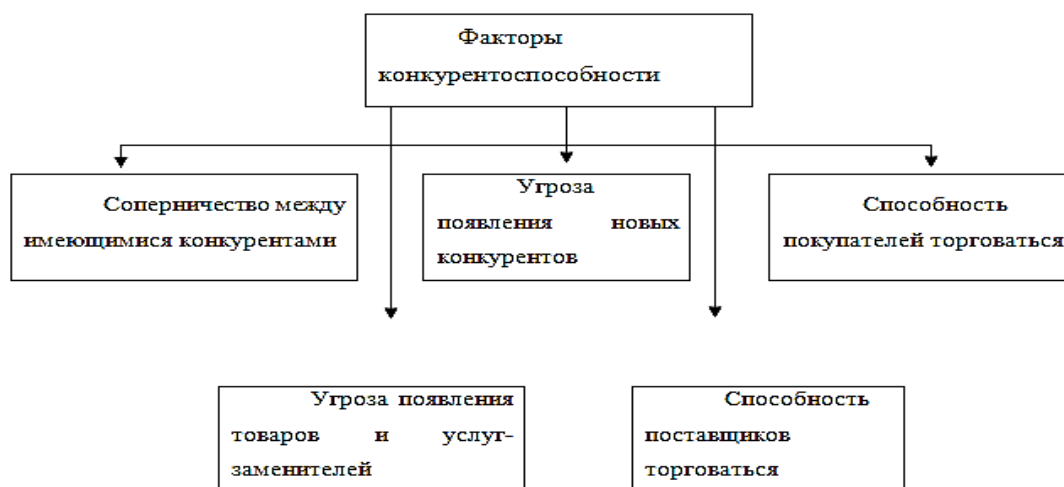 Факторы
конкурентоспособности
Соперничество между
имеющимися конкурентами
Угроза
появления новых
конкурентов
Способность
покупателей торговаться
Угроза появления
товаров и услуг-
заменителей
Способность
поставщиков
торговаться